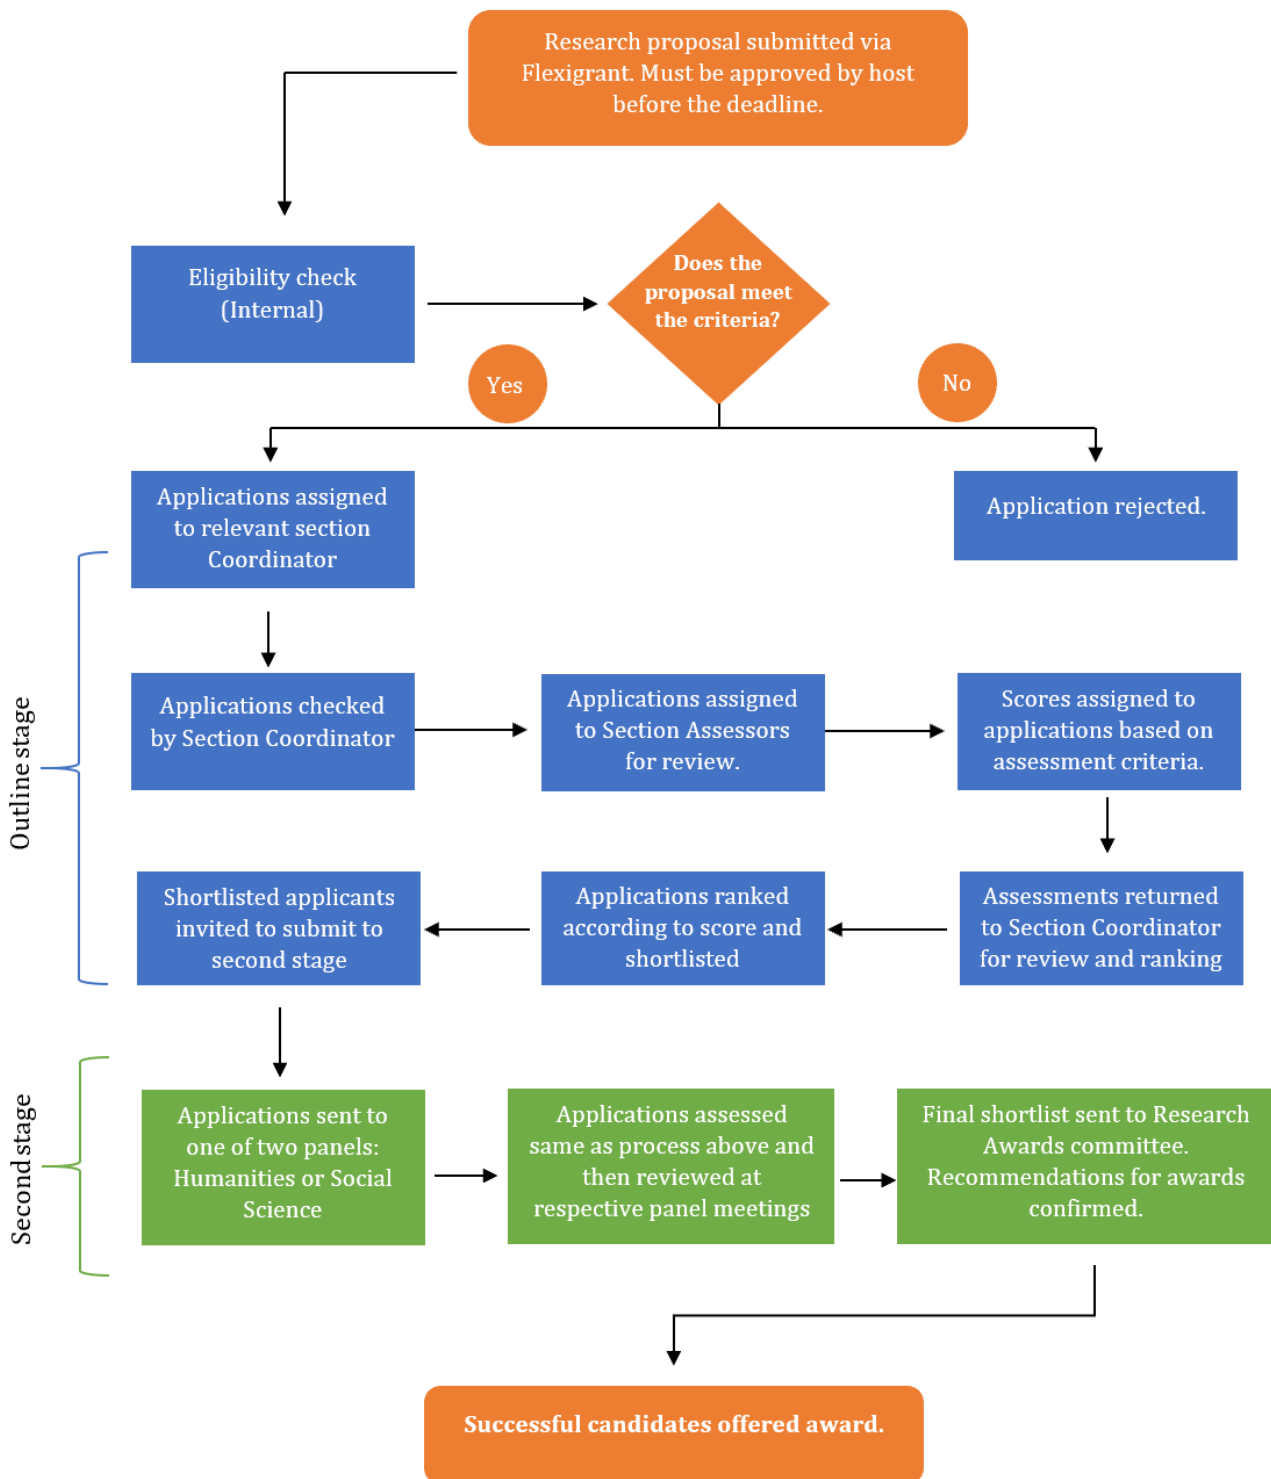 Research proposal submitted via
Flexigrant. Must be approved by host
before the deadline.
Eligibility check
(Internal)
Does the
proposal meet
the criteria?
Yes
No
Applications assigned
to relevant section
Coordinator
Application rejected.
Outline stage
Applications checked
by Section Coordinator
Applications assigned
to Section Assessors
for review.
Scores assigned to
applications based on
assessment criteria.
Assessments returned
to Section Coordinator
for review and ranking
Applications ranked
according to score and
shortlisted
Shortlisted applicants
invited to submit to
second stage
Second stage
Applications sent to
one of two panels:
Humanities or Social
Science
Applications assessed
same as process above and
then reviewed at
respective panel meetings
Final shortlist sent to Research
Awards committee.
Recommendations for awards
confirmed.
Successful candidates offered award.